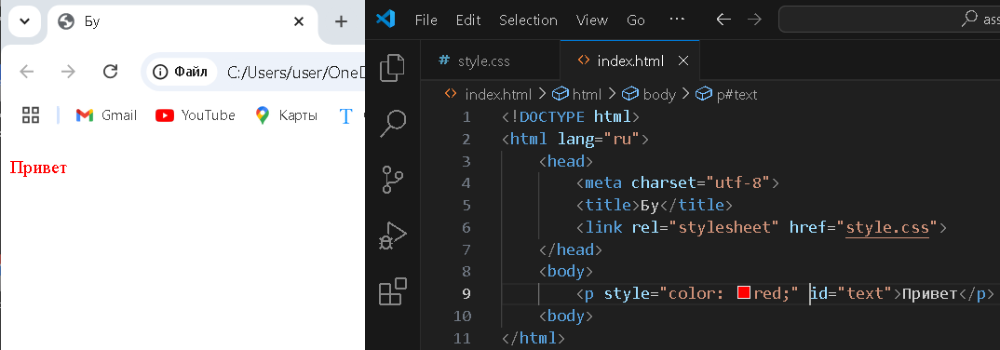 Бу
Файл C:/Users/user/OneD
Gmail YouTube Карты
Привет
File Edit Selection View Go ... ass
# style.css <> index.html
<> index.html > html > body > p#text
1 <!DOCTYPE html>
2 <html lang="ru">
3 <head>
4 <meta charset="utf-8">
5 <title>Бу</title>
6 <link rel="stylesheet" href="style.css">
7 </head>
8 <body>
9 <p style="color: red;" id="text">Привет</p>
10 <body>
11 </html>